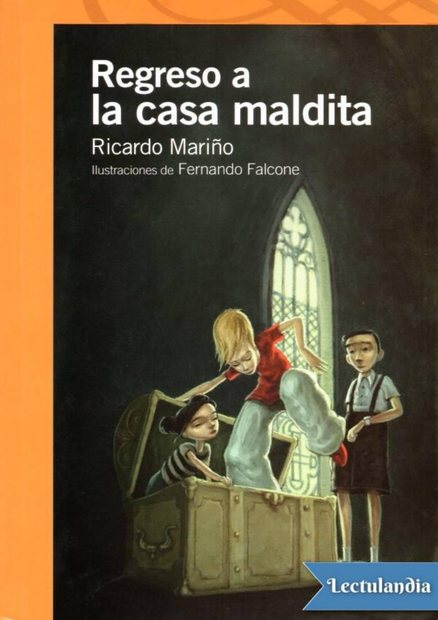 Regreso a
la casa maldita
Ricardo Mariño
Ilustraciones de Fernando Falcone
Lectulandia